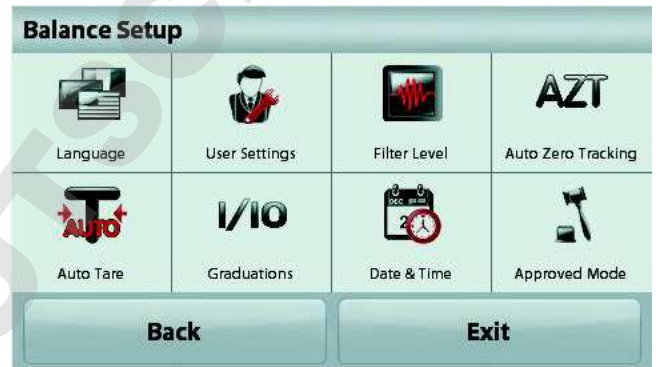 Balance Setup
AZT
Language
User Settings
Filter Level
Auto Zero Tracking
AUTO
I/IO
DEC
2
Auto Tare
Graduations
Date & Time
Approved Mode
Back
Exit